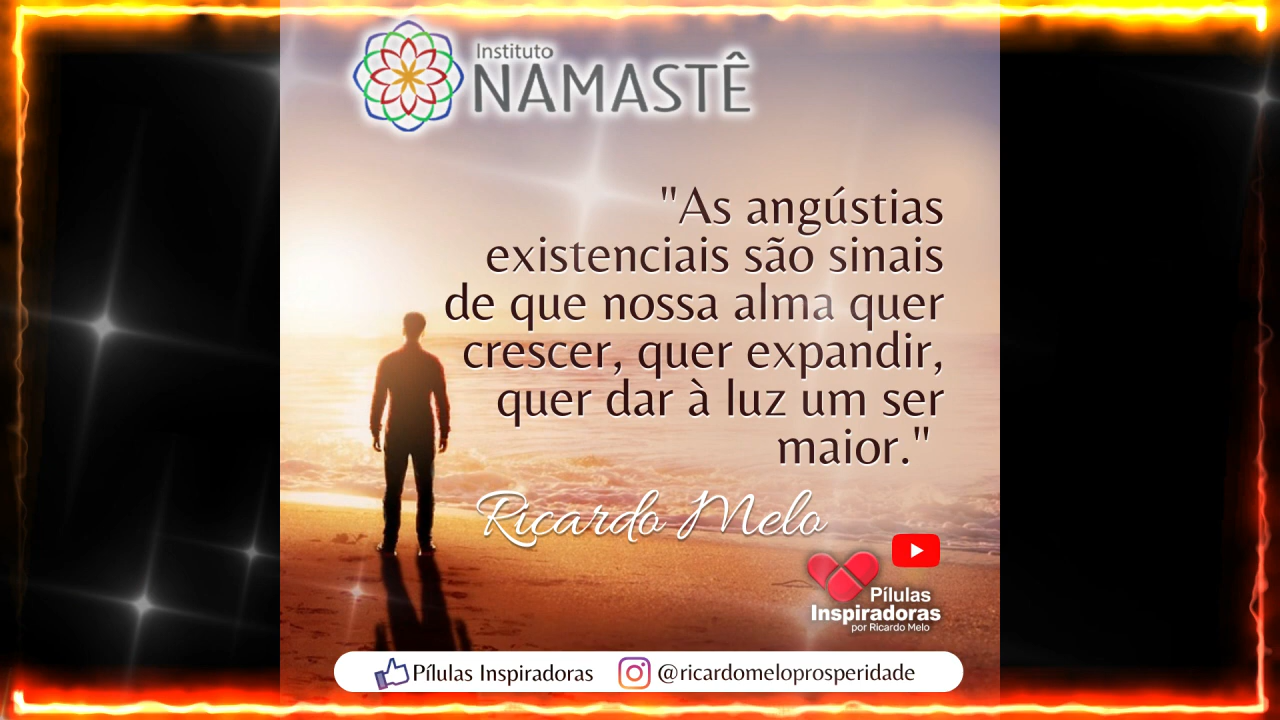 Instituto
NAMASTÊ
"As angústias
existenciais são sinais
de que nossa alma quer
crescer, quer expandir,
quer dar à luz um ser
maior."
Ricardo Melo
Pílulas
Inspiradoras
por Ricardo Melo
Pílulas Inspiradoras @ricardomeloprosperidade